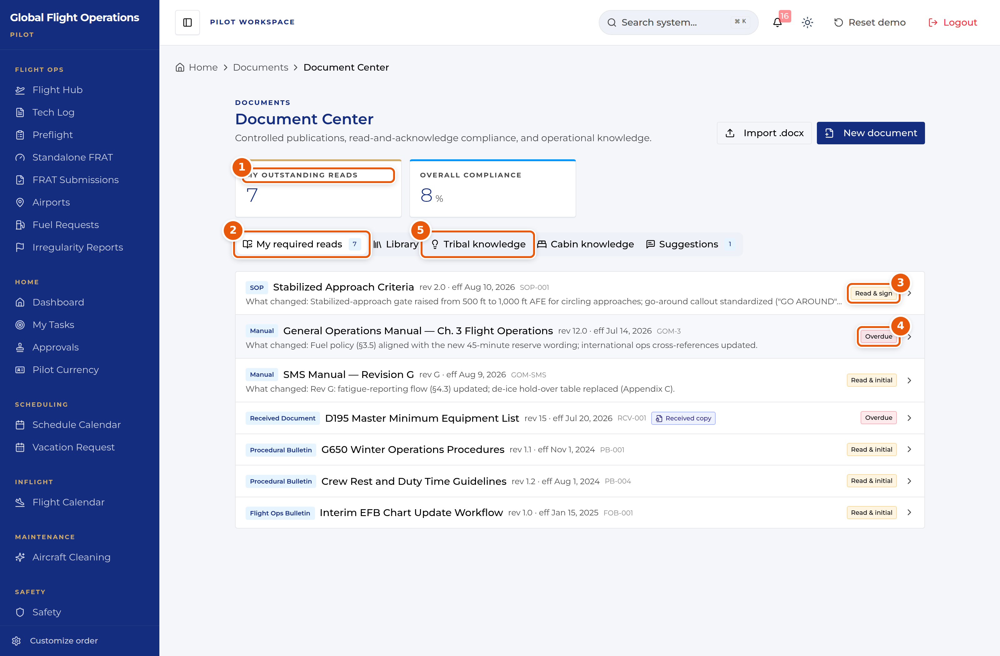 Global Flight Operations
PILOT
FLIGHT OPS
Flight Hub
Tech Log
Preflight
Standalone FRAT
FRAT Submissions
Airports
Fuel Requests
Irregularity Reports
HOME
Dashboard
My Tasks
Approvals
Pilot Currency
SCHEDULING
Schedule Calendar
Vacation Request
INFLIGHT
Flight Calendar
MAINTENANCE
Aircraft Cleaning
SAFETY
Safety
Customize order
PILOT WORKSPACE
Search system... ⌘ K
16
Reset demo
Logout
Home > Documents > Document Center
DOCUMENTS
Document Center
Controlled publications, read-and-acknowledge compliance, and operational knowledge.
Import .docx
New document
1
MY OUTSTANDING READS
7
OVERALL COMPLIANCE
8 %
2
5
My required reads 7
Library
Tribal knowledge
Cabin knowledge
Suggestions 1
SOP Stabilized Approach Criteria rev 2.0 · eff Aug 10, 2026 SOP-001
What changed: Stabilized-approach gate raised from 500 ft to 1,000 ft AFE for circling approaches; go-around callout standardized ("GO AROUND"...
Read & sign
3
Manual General Operations Manual — Ch. 3 Flight Operations rev 12.0 · eff Jul 14, 2026 GOM-3
What changed: Fuel policy (§3.5) aligned with the new 45-minute reserve wording; international ops cross-references updated.
Overdue
4
Manual SMS Manual — Revision G rev G · eff Aug 9, 2026 GOM-SMS
What changed: Rev G: fatigue-reporting flow (§4.3) updated; de-ice hold-over table replaced (Appendix C).
Read & initial
Received Document D195 Master Minimum Equipment List rev 15 · eff Jul 20, 2026 RCV-001 Received copy
Overdue
Procedural Bulletin G650 Winter Operations Procedures rev 1.1 · eff Nov 1, 2024 PB-001
Read & initial
Procedural Bulletin Crew Rest and Duty Time Guidelines rev 1.2 · eff Aug 1, 2024 PB-004
Read & initial
Flight Ops Bulletin Interim EFB Chart Update Workflow rev 1.0 · eff Jan 15, 2025 FOB-001
Read & initial